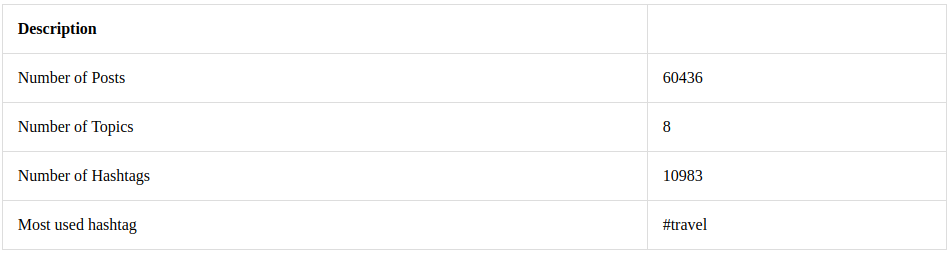 Description
Number of Posts 60436
Number of Topics 8
Number of Hashtags 10983
Most used hashtag #travel